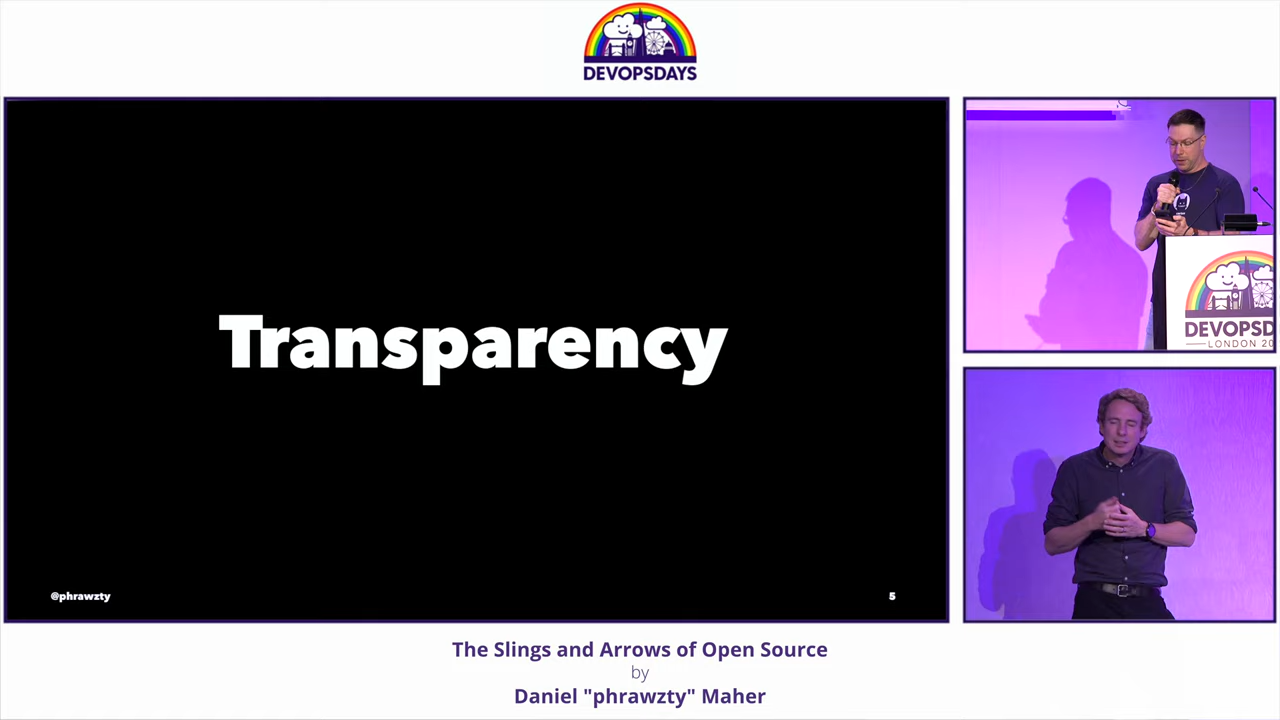 DEVOPSDAYS
Transparency
@phrawzty
5
DEVOPSD
LONDON 20
The Slings and Arrows of Open Source
by
Daniel "phrawzty" Maher